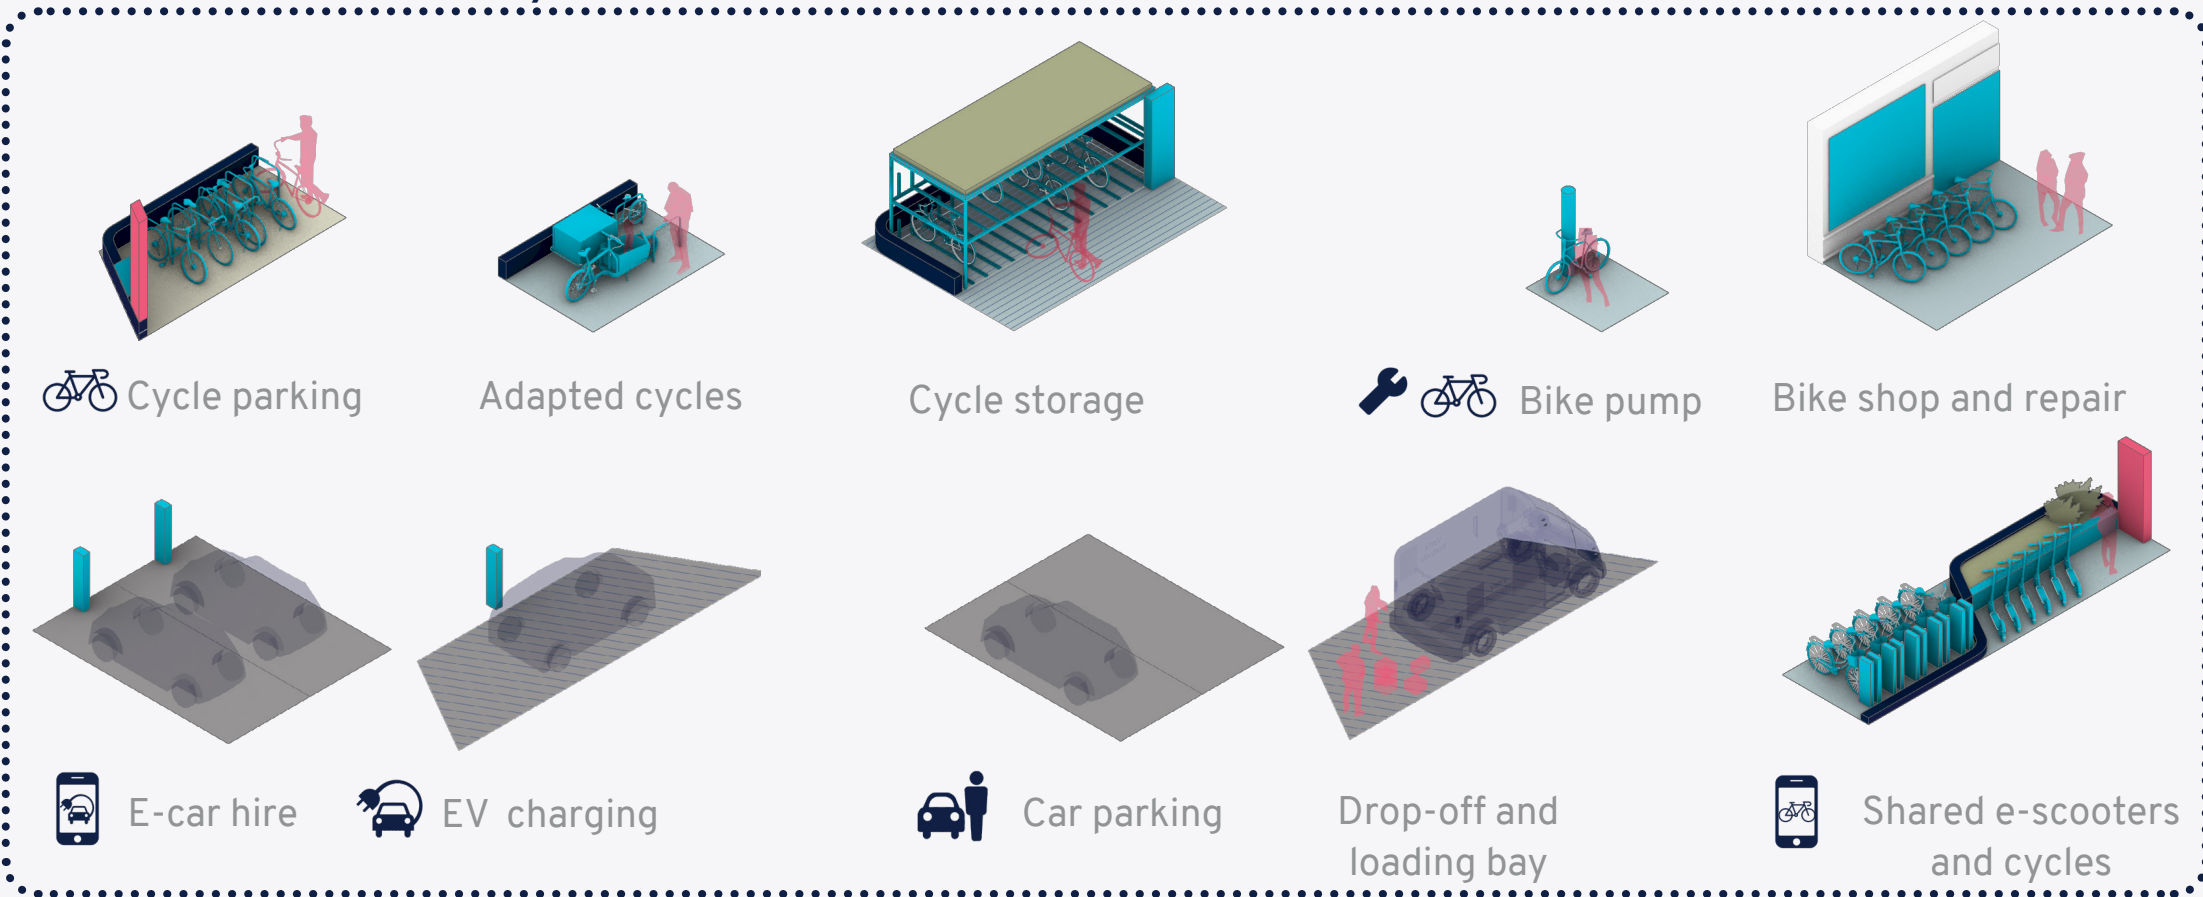 Cycle parking
Adapted cycles
Cycle storage
Bike pump
Bike shop and repair
E-car hire
EV charging
Car parking
Drop-off and
loading bay
Shared e-scooters
and cycles